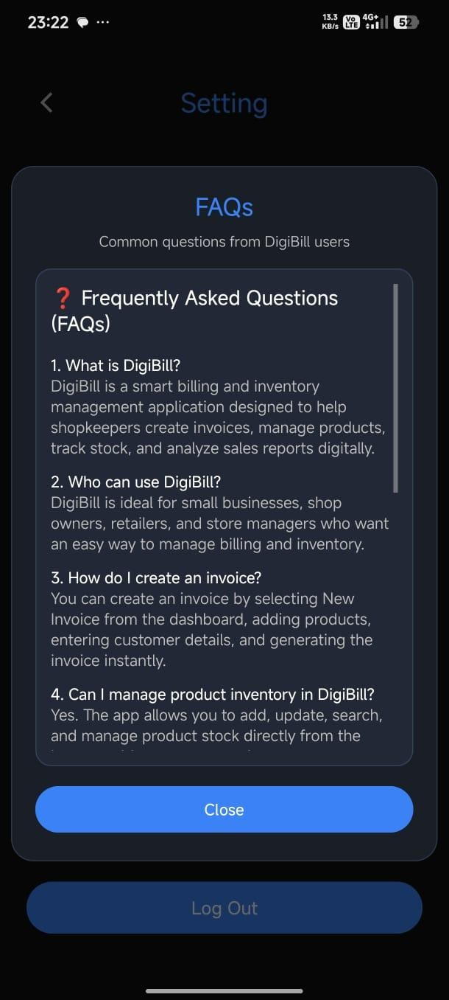 23:22
13.3 KB/s Vo LTE 4G+ 52
Setting
FAQs
Common questions from DigiBill users
❓ Frequently Asked Questions
(FAQs)
1. What is DigiBill?
DigiBill is a smart billing and inventory
management application designed to help
shopkeepers create invoices, manage products,
track stock, and analyze sales reports digitally.
2. Who can use DigiBill?
DigiBill is ideal for small businesses, shop
owners, retailers, and store managers who want
an easy way to manage billing and inventory.
3. How do I create an invoice?
You can create an invoice by selecting New
Invoice from the dashboard, adding products,
entering customer details, and generating the
invoice instantly.
4. Can I manage product inventory in DigiBill?
Yes. The app allows you to add, update, search,
and manage product stock directly from the
Close
Log Out